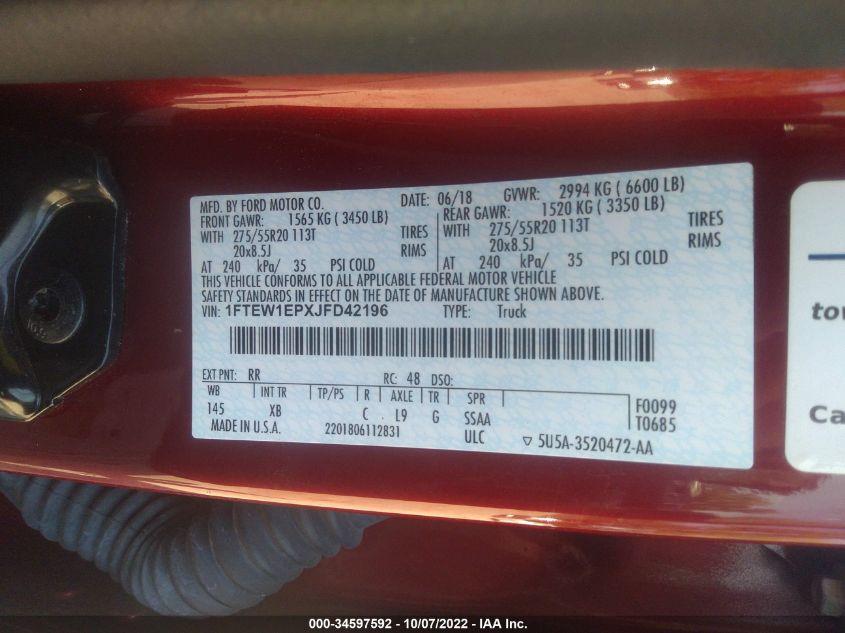 MFD. BY FORD MOTOR CO. DATE: 06/18 GVWR: 2994 KG ( 6600 LB)
FRONT GAWR: 1565 KG ( 3450 LB) REAR GAWR: 1520 KG ( 3350 LB)
WITH 275/55R20 113T TIRES WITH 275/55R20 113T TIRES
20x8.5J RIMS 20x8.5J RIMS
AT 240 kPa/ 35 PSI COLD AT 240 kPa/ 35 PSI COLD
THIS VEHICLE CONFORMS TO ALL APPLICABLE FEDERAL MOTOR VEHICLE
SAFETY STANDARDS IN EFFECT ON THE DATE OF MANUFACTURE SHOWN ABOVE.
VIN: 1FTEW1EPXJFD42196 TYPE: Truck
EXT PNT: RR RC: 48 DSO:
WB INT TR TP/PS R AXLE TR SPR F0099
145 XB C L9 G SSAA T0685
MADE IN U.S.A. 2201806112831 ULC ▽ 5U5A-3520472-AA
tow
Ca
10.9
000-34597592 - 10/07/2022 - IAA Inc.